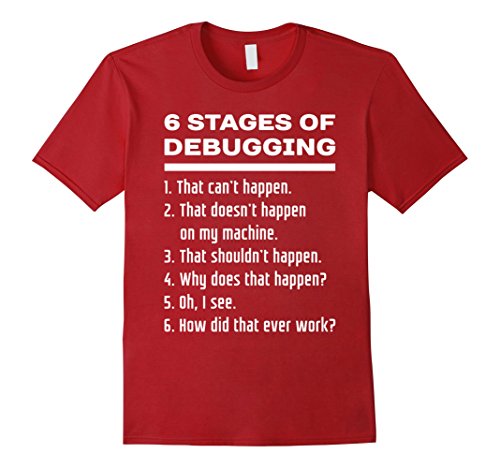 6 STAGES OF
DEBUGGING
1. That can't happen.
2. That doesn't happen
on my machine.
3. That shouldn't happen.
4. Why does that happen?
5. Oh, I see.
6. How did that ever work?